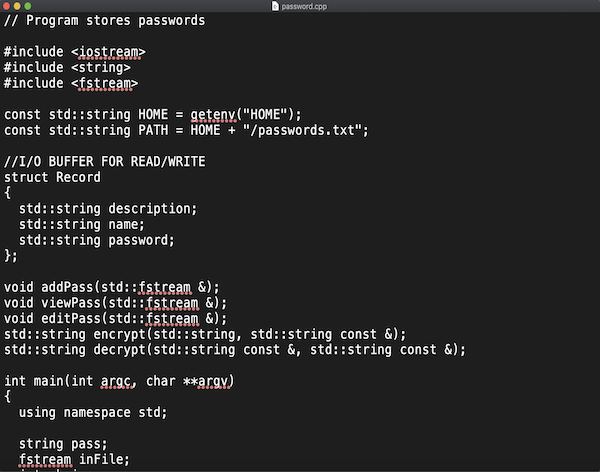 password.cpp
// Program stores passwords
#include <iostream>
#include <string>
#include <fstream>
const std::string HOME = getenv("HOME");
const std::string PATH = HOME + "/passwords.txt";
//I/O BUFFER FOR READ/WRITE
struct Record
{
  std::string description;
  std::string name;
  std::string password;
};
void addPass(std::fstream &);
void viewPass(std::fstream &);
void editPass(std::fstream &);
std::string encrypt(std::string, std::string const &);
std::string decrypt(std::string const &, std::string const &);
int main(int argc, char **argv)
{
  using namespace std;
  string pass;
  fstream inFile;